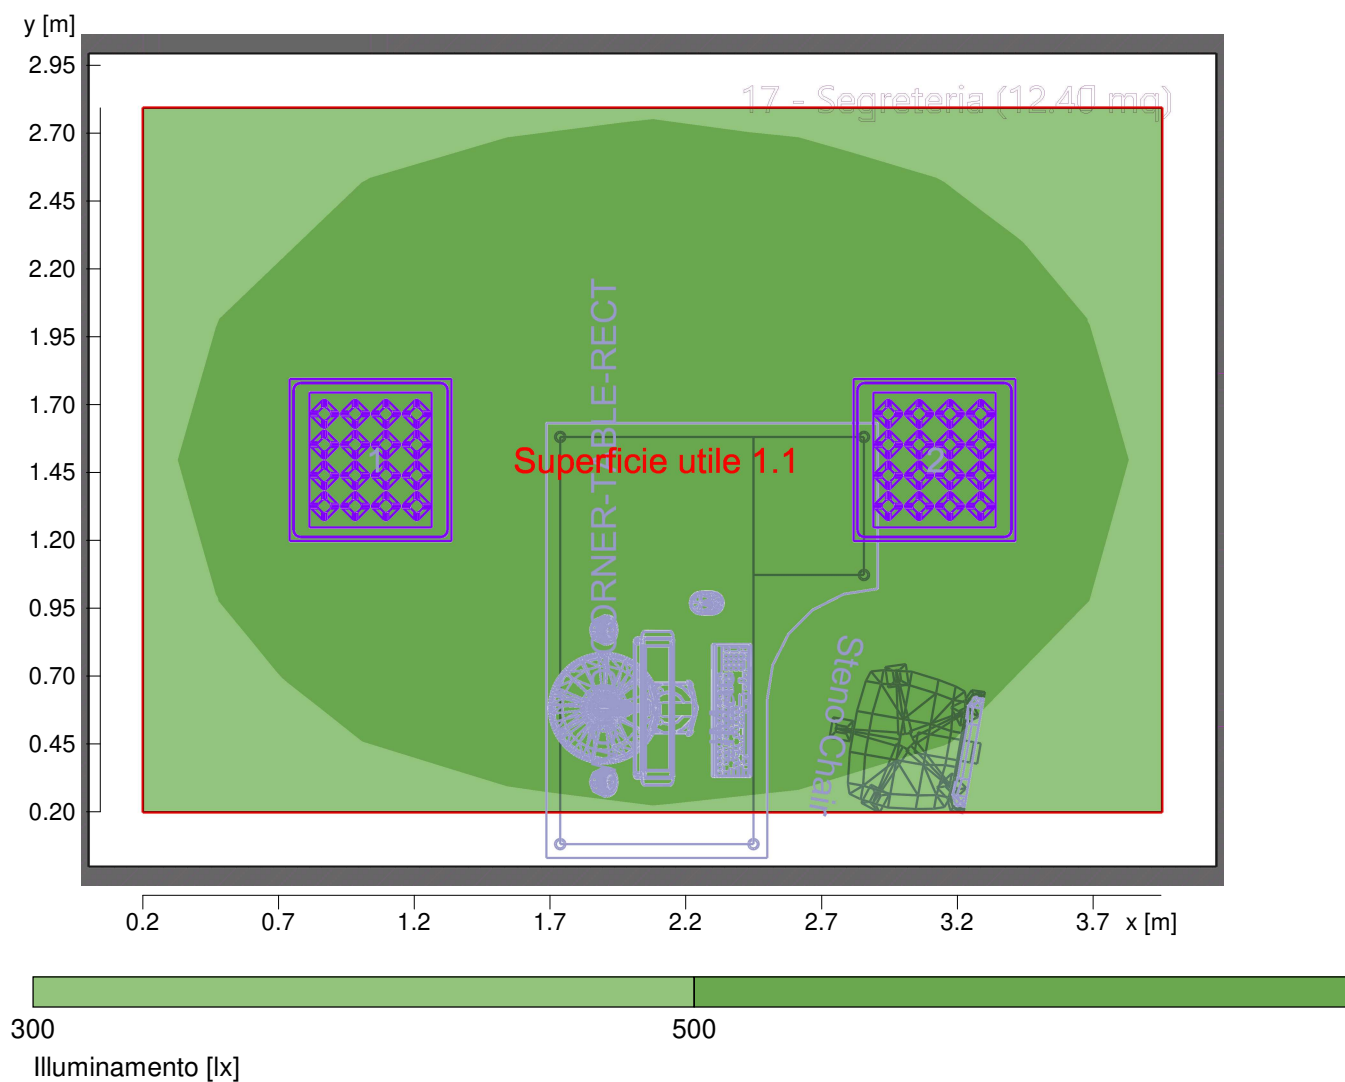 y [m]
2.95
17 - Segreteria (12.40 mq)
2.70
2.45
2.20
1.95
1.70
1.45
1.20
0.95
0.70
0.45
0.20
CORNER-TABLE-RECT
1
Superficie utile 1.1
2
Steno Chair
0.2 0.7 1.2 1.7 2.2 2.7 3.2 3.7 x [m]
300 500
Illuminamento [lx]